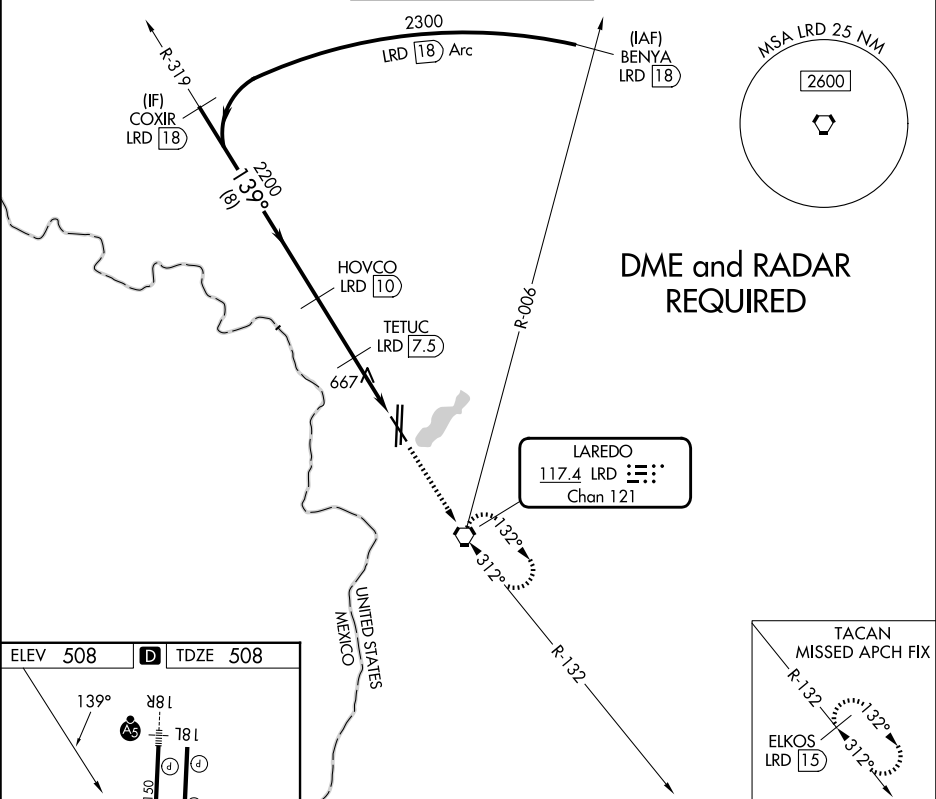 2300
LRD 18 Arc
(IAF)
BENYA
LRD 18
MSA LRD 25 NM
2600
R-319
(IF)
COXIR
LRD 18
2200
139°
(8)
HOVCO
LRD 10
DME and RADAR
REQUIRED
R-006
TETUC
LRD 7.5
667
LAREDO
117.4 LRD
Chan 121
132°
312°
UNITED STATES
MEXICO
R-132
TACAN
MISSED APCH FIX
R-132
132°
ELKOS
LRD 15
312°
ELEV 508 D TDZE 508
139°
18R
A5
18L
P
P
150